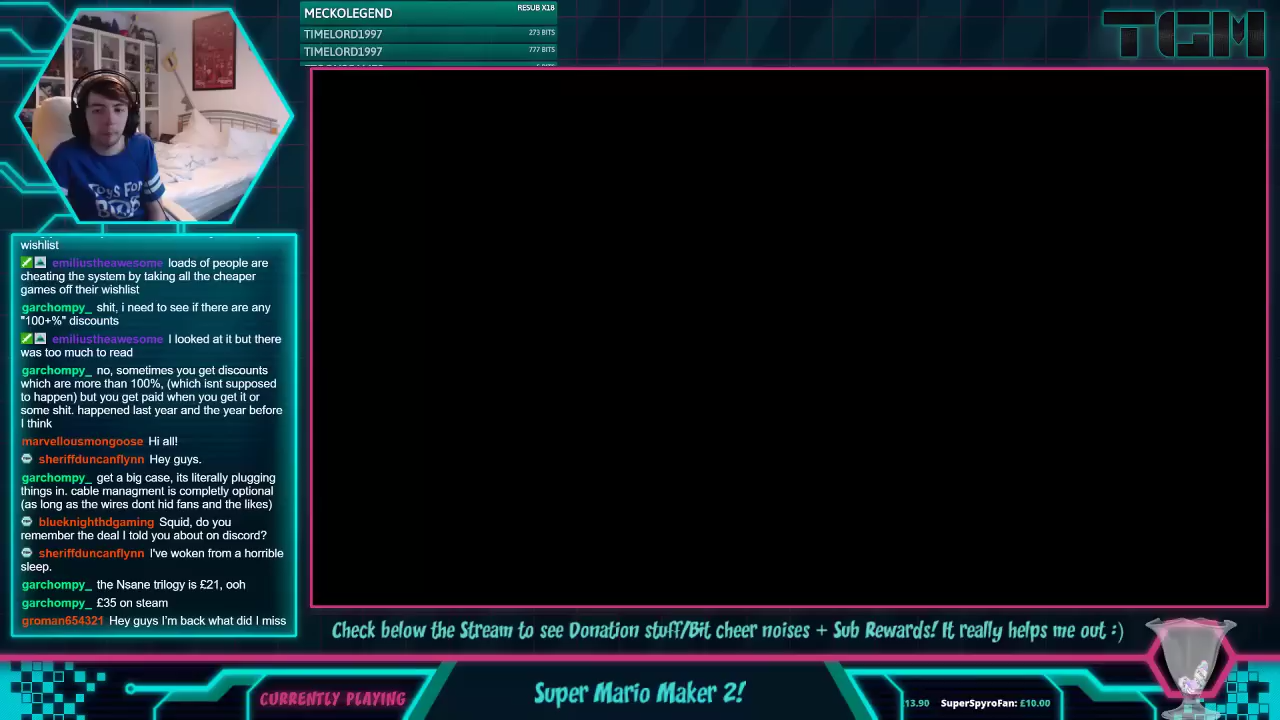 MECKOLEGEND RESUB X18
TIMELORD1997 273 BITS
TIMELORD1997 777 BITS
TGM
wishlist
emiliustheawesome loads of people are
cheating the system by taking all the cheaper
games off their wishlist
garchompy_ shit, i need to see if there are any
"100+%" discounts
emiliustheawesome I looked at it but there
was too much to read
garchompy_ no, sometimes you get discounts
which are more than 100%, (which isnt supposed
to happen) but you get paid when you get it or
some shit. happened last year and the year before
I think
marvellousmongoose Hi all!
sheriffduncanflynn Hey guys.
garchompy_ get a big case, its literally plugging
things in. cable managment is completly optional
(as long as the wires dont hid fans and the likes)
blueknighthdgaming Squid, do you
remember the deal I told you about on discord?
sheriffduncanflynn I've woken from a horrible
sleep.
garchompy_ the Nsane trilogy is £21, ooh
garchompy_ £35 on steam
groman654321 Hey guys I'm back what did I miss
Check below the Stream to see Donation stuff/Bit cheer noises + Sub Rewards! It really helps me out :)
CURRENTLY PLAYING
Super Mario Maker 2!
13.90 SuperSpyroFan: £10.00